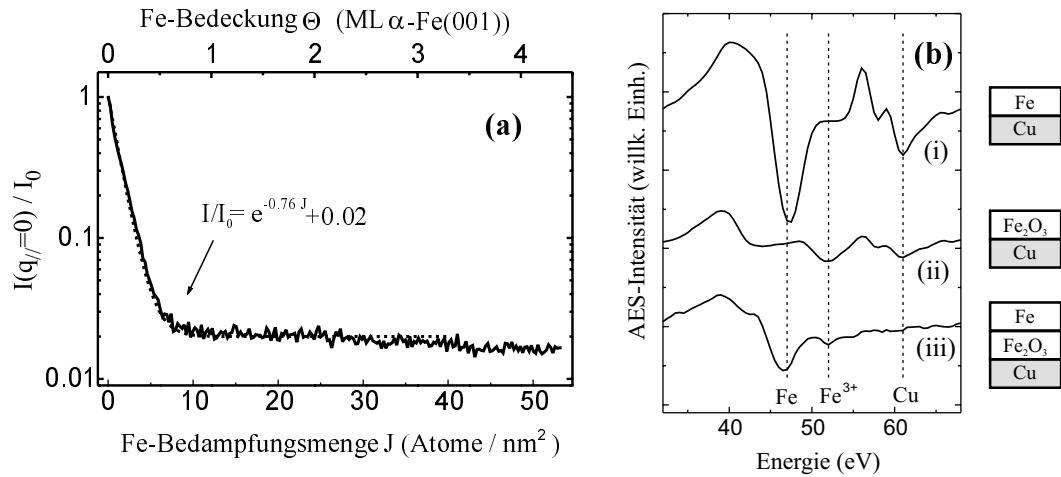 Fe-Bedeckung Θ (ML α-Fe(001))
0 1 2 3 4
1
0.1
0.01
I(q//=0) / I0
(a)
I/I0= e^-0.76 J+0.02
0 10 20 30 40 50
Fe-Bedampfungsmenge J (Atome / nm²)
(b)
AES-Intensität (willk. Einh.)
(i)
(ii)
(iii)
Fe Fe³⁺ Cu
40 50 60
Energie (eV)
Fe
Cu
Fe₂O₃
Cu
Fe
Fe₂O₃
Cu